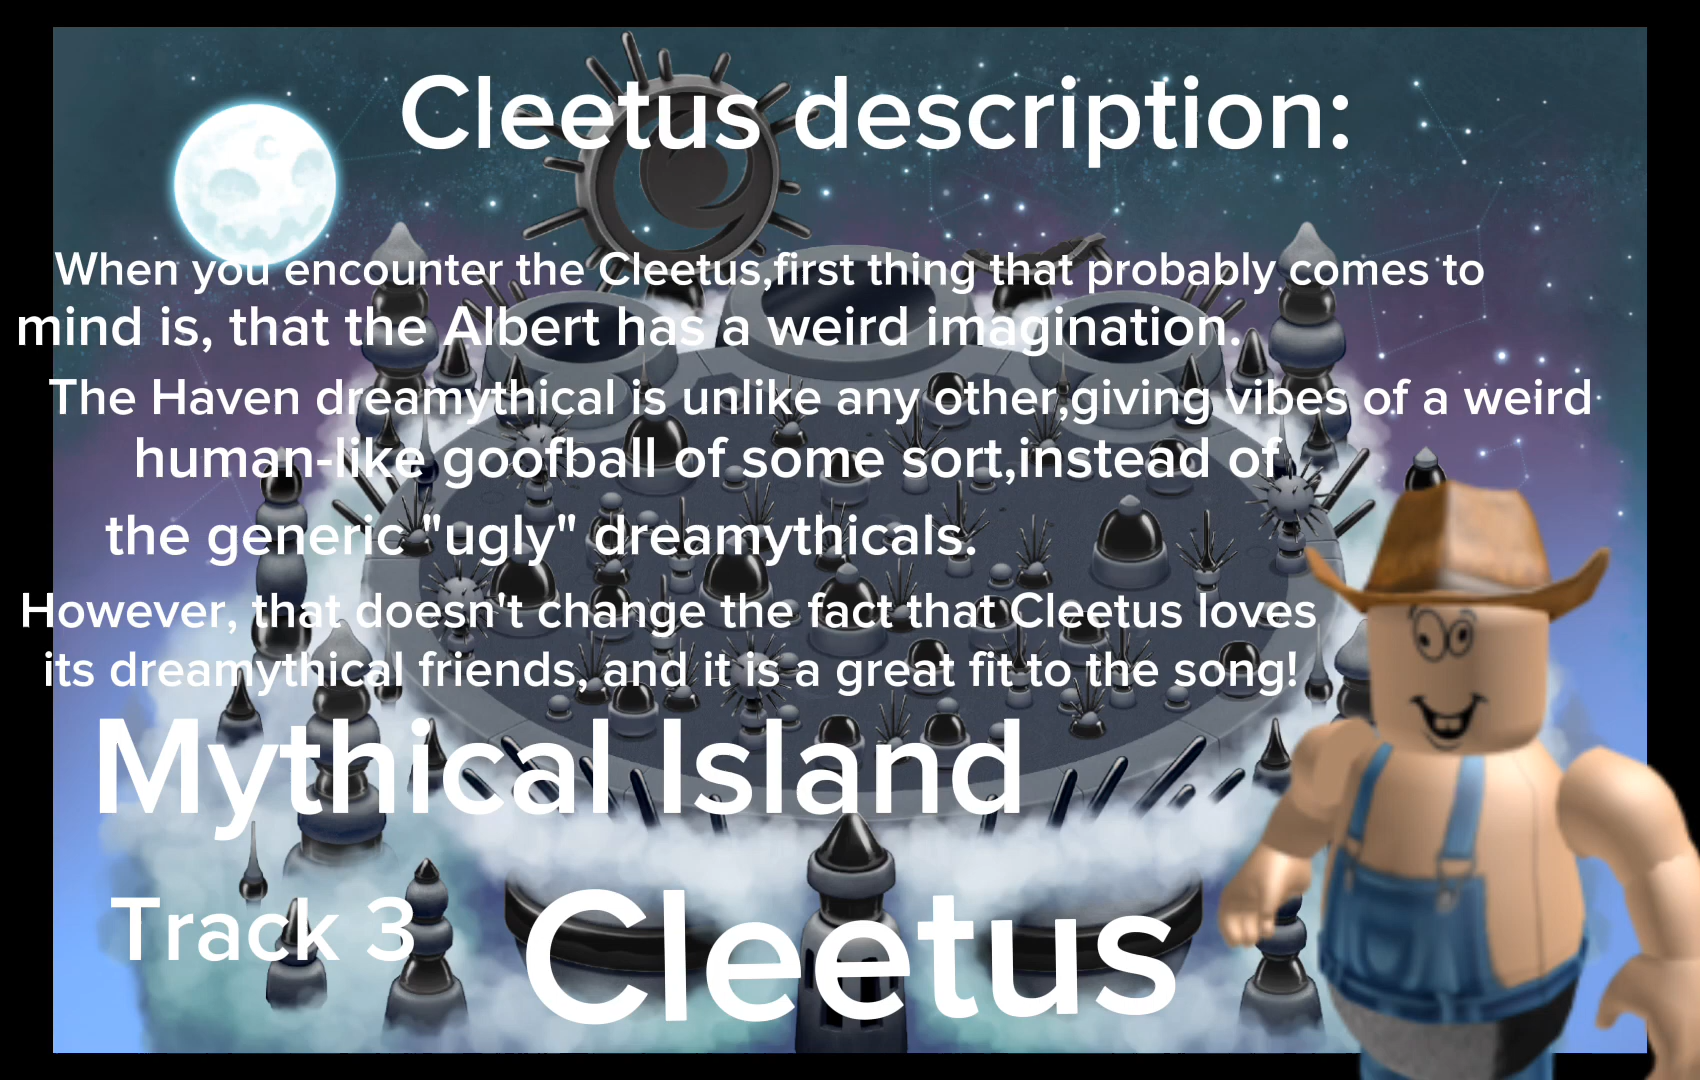 Cleetus description:
When you encounter the Cleetus,first thing that probably comes to
mind is, that the Albert has a weird imagination.
The Haven dreamythical is unlike any other,giving vibes of a weird
human-like goofball of some sort,instead of
the generic "ugly" dreamythicals.
However, that doesn't change the fact that Cleetus loves
its dreamythical friends, and it is a great fit to the song!
Mythical Island
Track 3
Cleetus